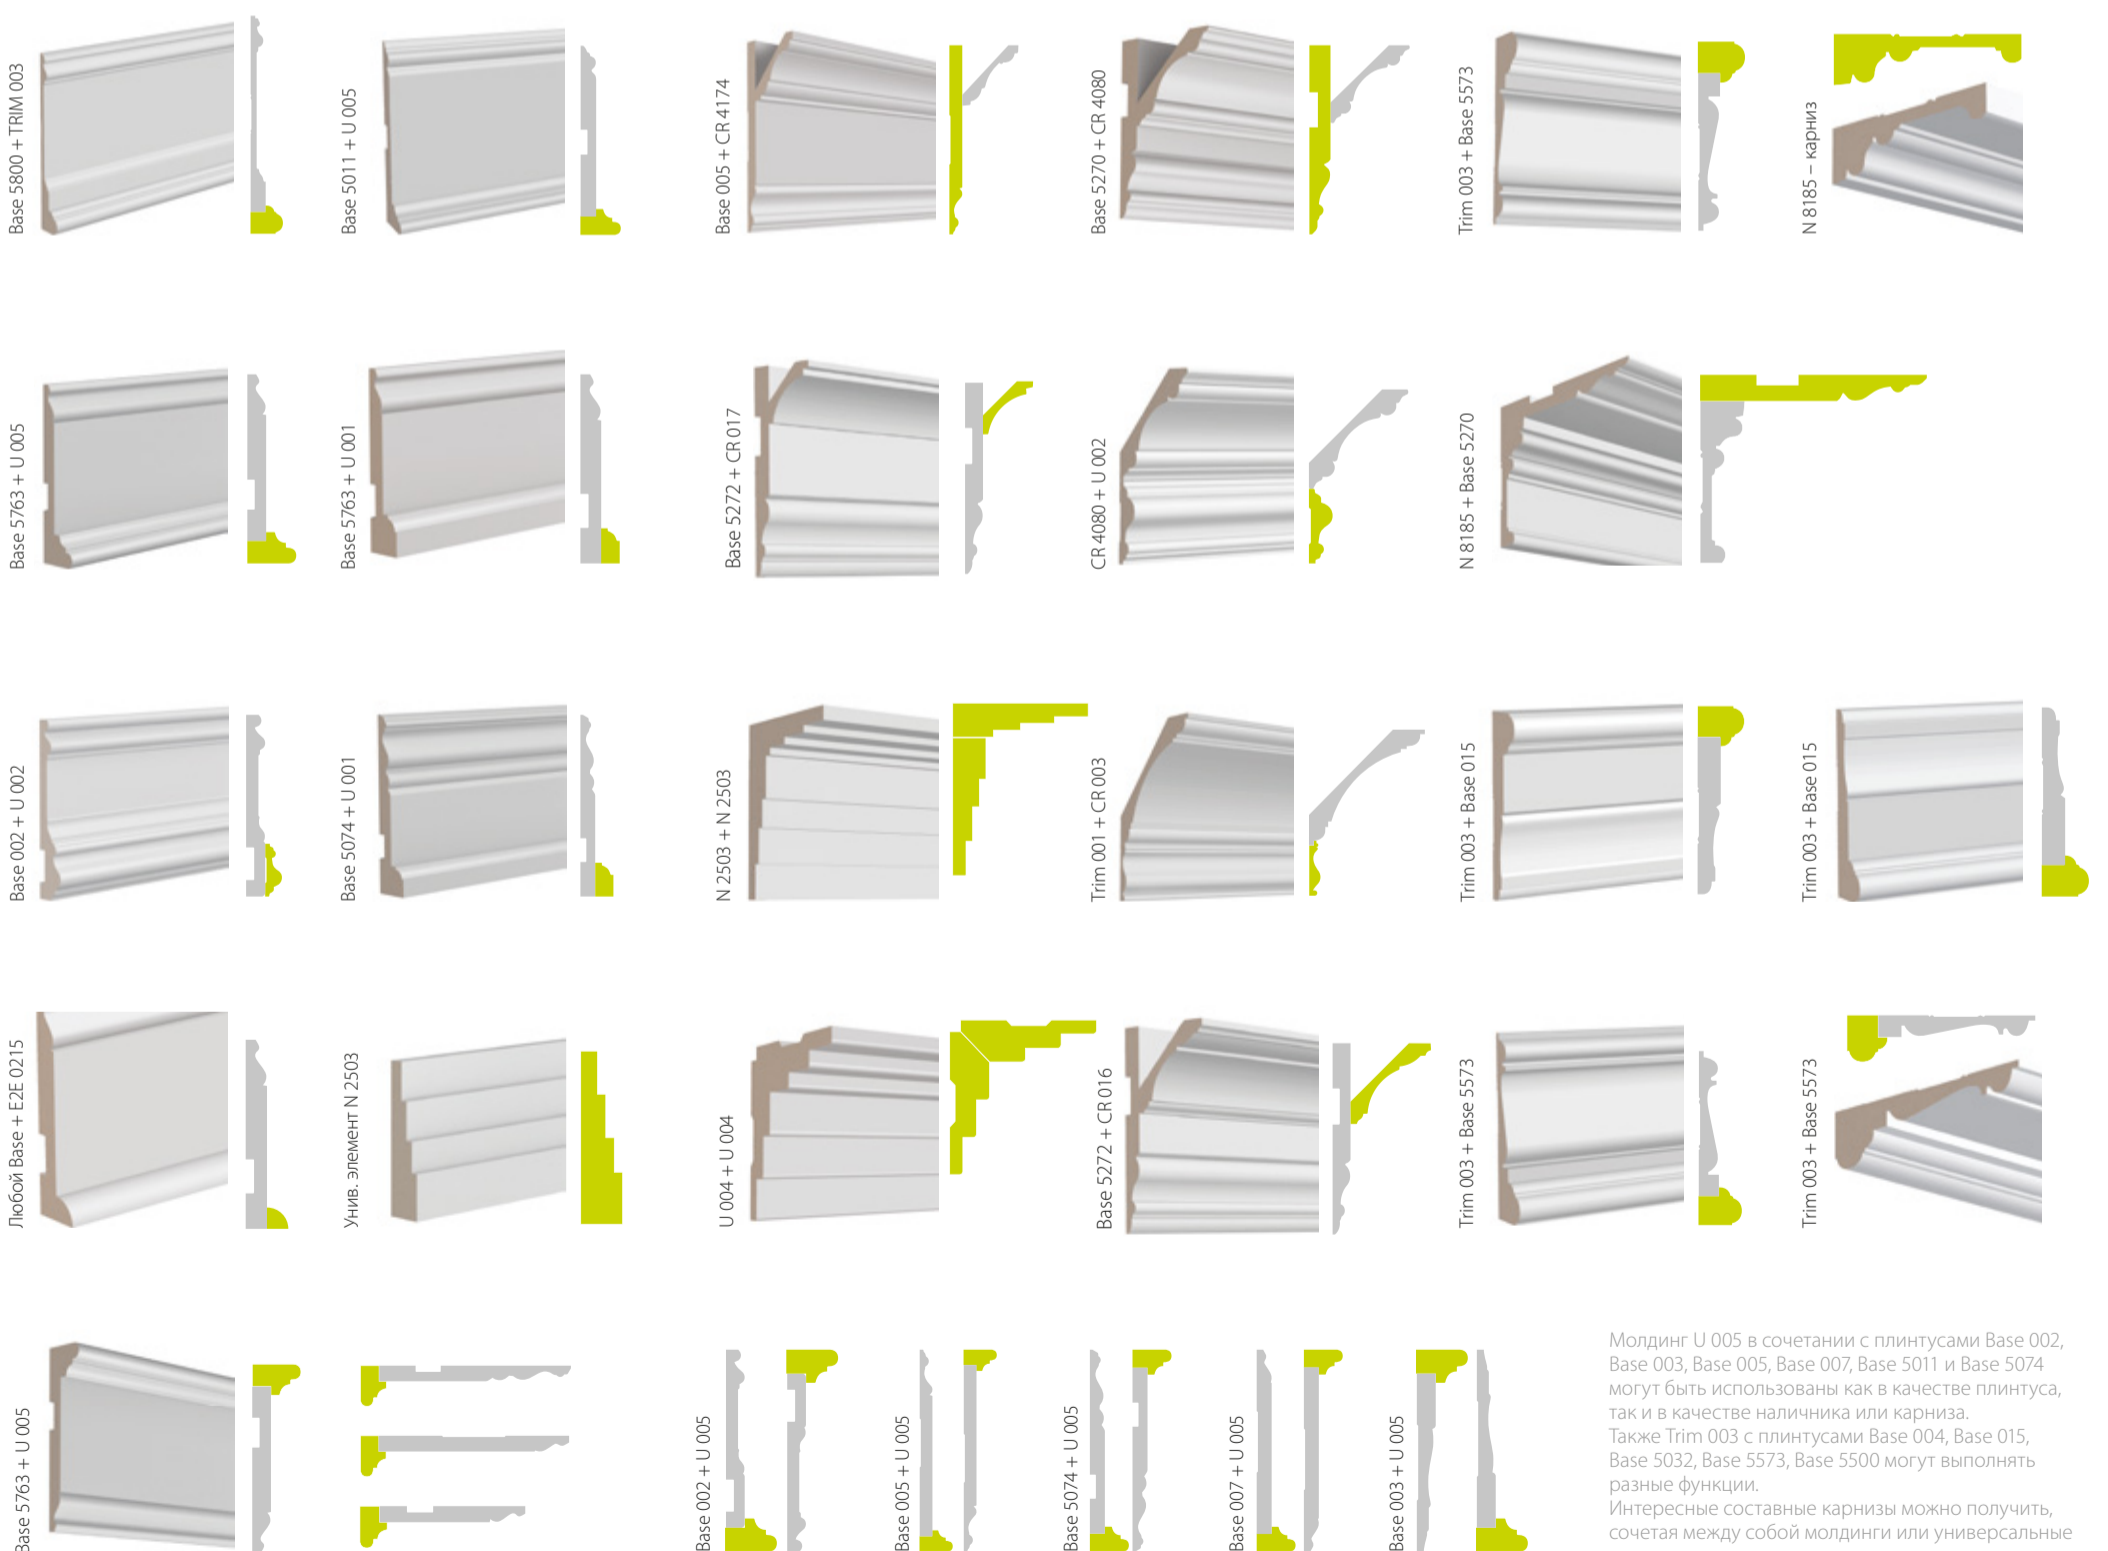 Base 5800 + TRIM 003
Base 5011 + U 005
Base 005 + CR 4174
Base 5270 + CR 4080
Trim 003 + Base 5573
N 8185 – карниз
Base 5763 + U 005
Base 5763 + U 001
Base 5272 + CR 017
CR 4080 + U 002
N 8185 + Base 5270
Base 002 + U 002
Base 5074 + U 001
N 2503 + N 2503
Trim 001 + CR 003
Trim 003 + Base 015
Trim 003 + Base 015
Любой Base + E2E 0215
Унив. элемент N 2503
U 004 + U 004
Base 5272 + CR 016
Trim 003 + Base 5573
Trim 003 + Base 5573
Base 5763 + U 005
Base 002 + U 005
Base 005 + U 005
Base 5074 + U 005
Base 007 + U 005
Base 003 + U 005
Молдинг U 005 в сочетании с плинтусами Base 002,
Base 003, Base 005, Base 007, Base 5011 и Base 5074
могут быть использованы как в качестве плинтуса,
так и в качестве наличника или карниза.
Также Trim 003 с плинтусами Base 004, Base 015,
Base 5032, Base 5573, Base 5500 могут выполнять
разные функции.
Интересные составные карнизы можно получить,
сочетая между собой молдинги или универсальные